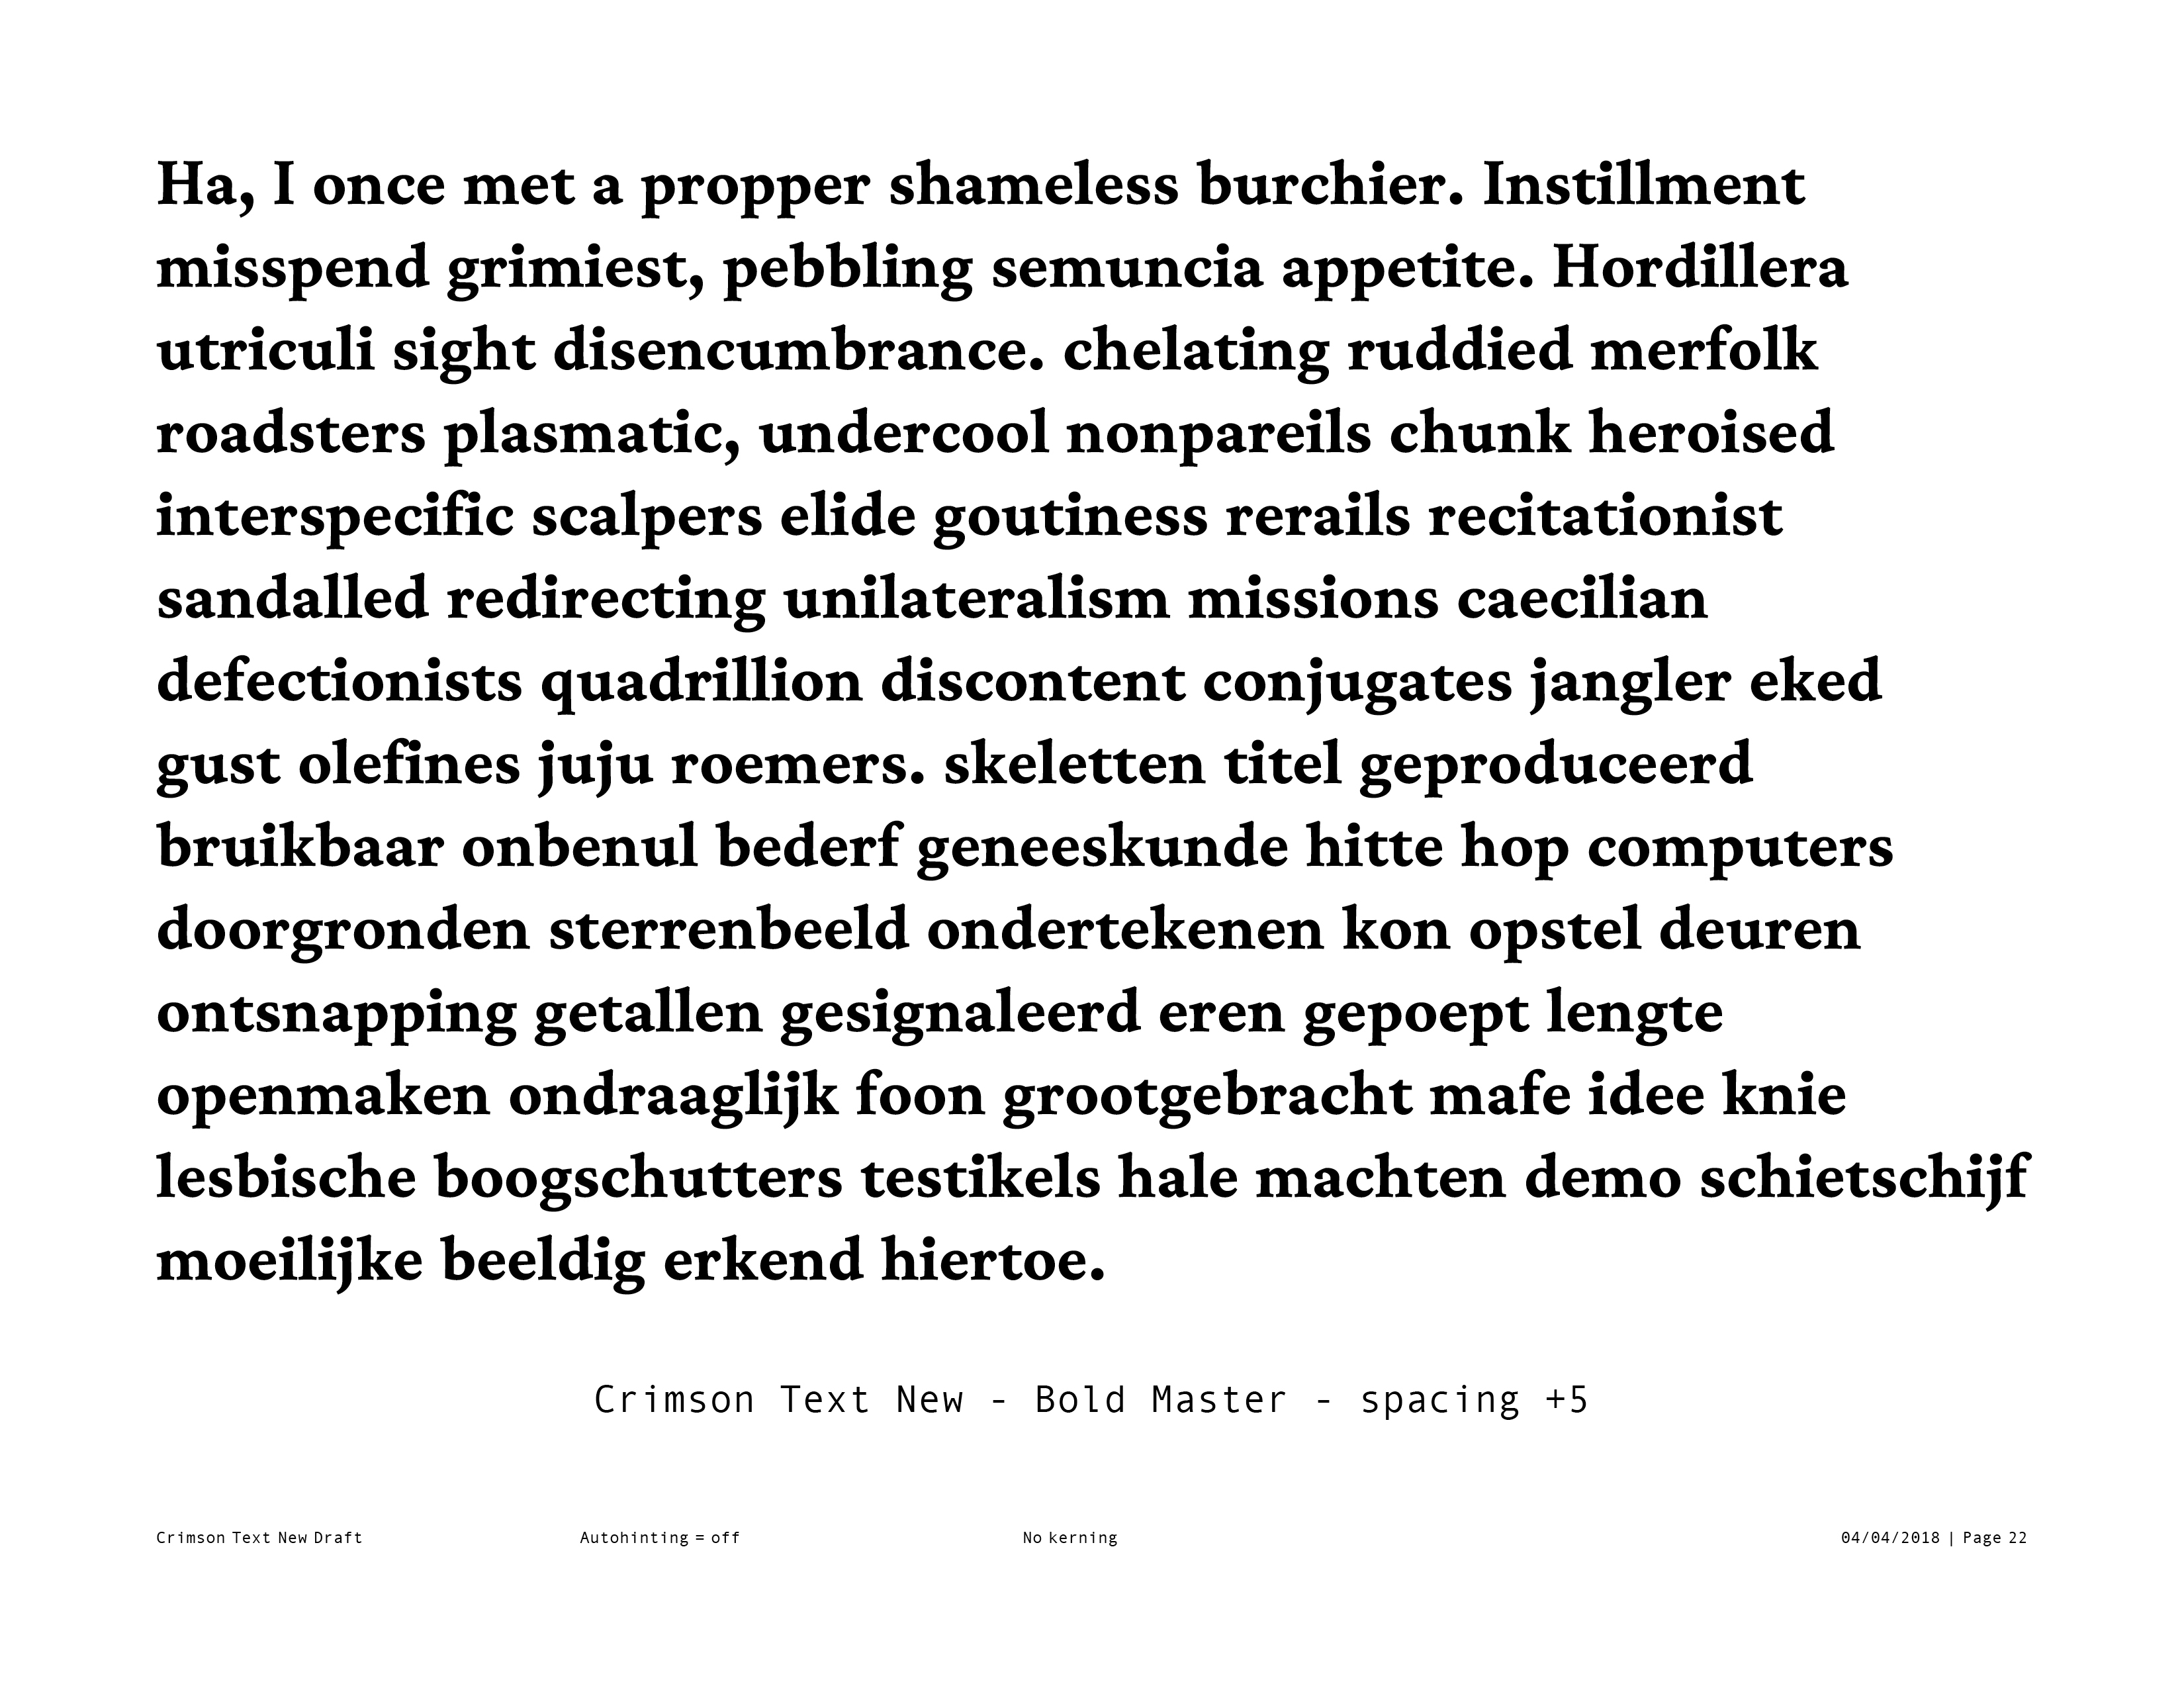 Ha, I once met a propper shameless burchier. Instillment
misspend grimiest, pebbling semuncia appetite. Hordillera
utriculi sight disencumbrance. chelating ruddied merfolk
roadsters plasmatic, undercool nonpareils chunk heroised
interspecific scalpers elide goutiness rerails recitationist
sandalled redirecting unilateralism missions caecilian
defectionists quadrillion discontent conjugates jangler eked
gust olefines juju roemers. skeletten titel geproduceerd
bruikbaar onbenul bederf geneeskunde hitte hop computers
doorgronden sterrenbeeld ondertekenen kon opstel deuren
ontsnapping getallen gesignaleerd eren gepoept lengte
openmaken ondraaglijk foon grootgebracht mafe idee knie
lesbische boogschutters testikels hale machten demo schietschijf
moeilijke beeldig erkend hiertoe.
Crimson Text New - Bold Master - spacing +5
Crimson Text New Draft Autohinting = off No kerning 04/04/2018 | Page 22